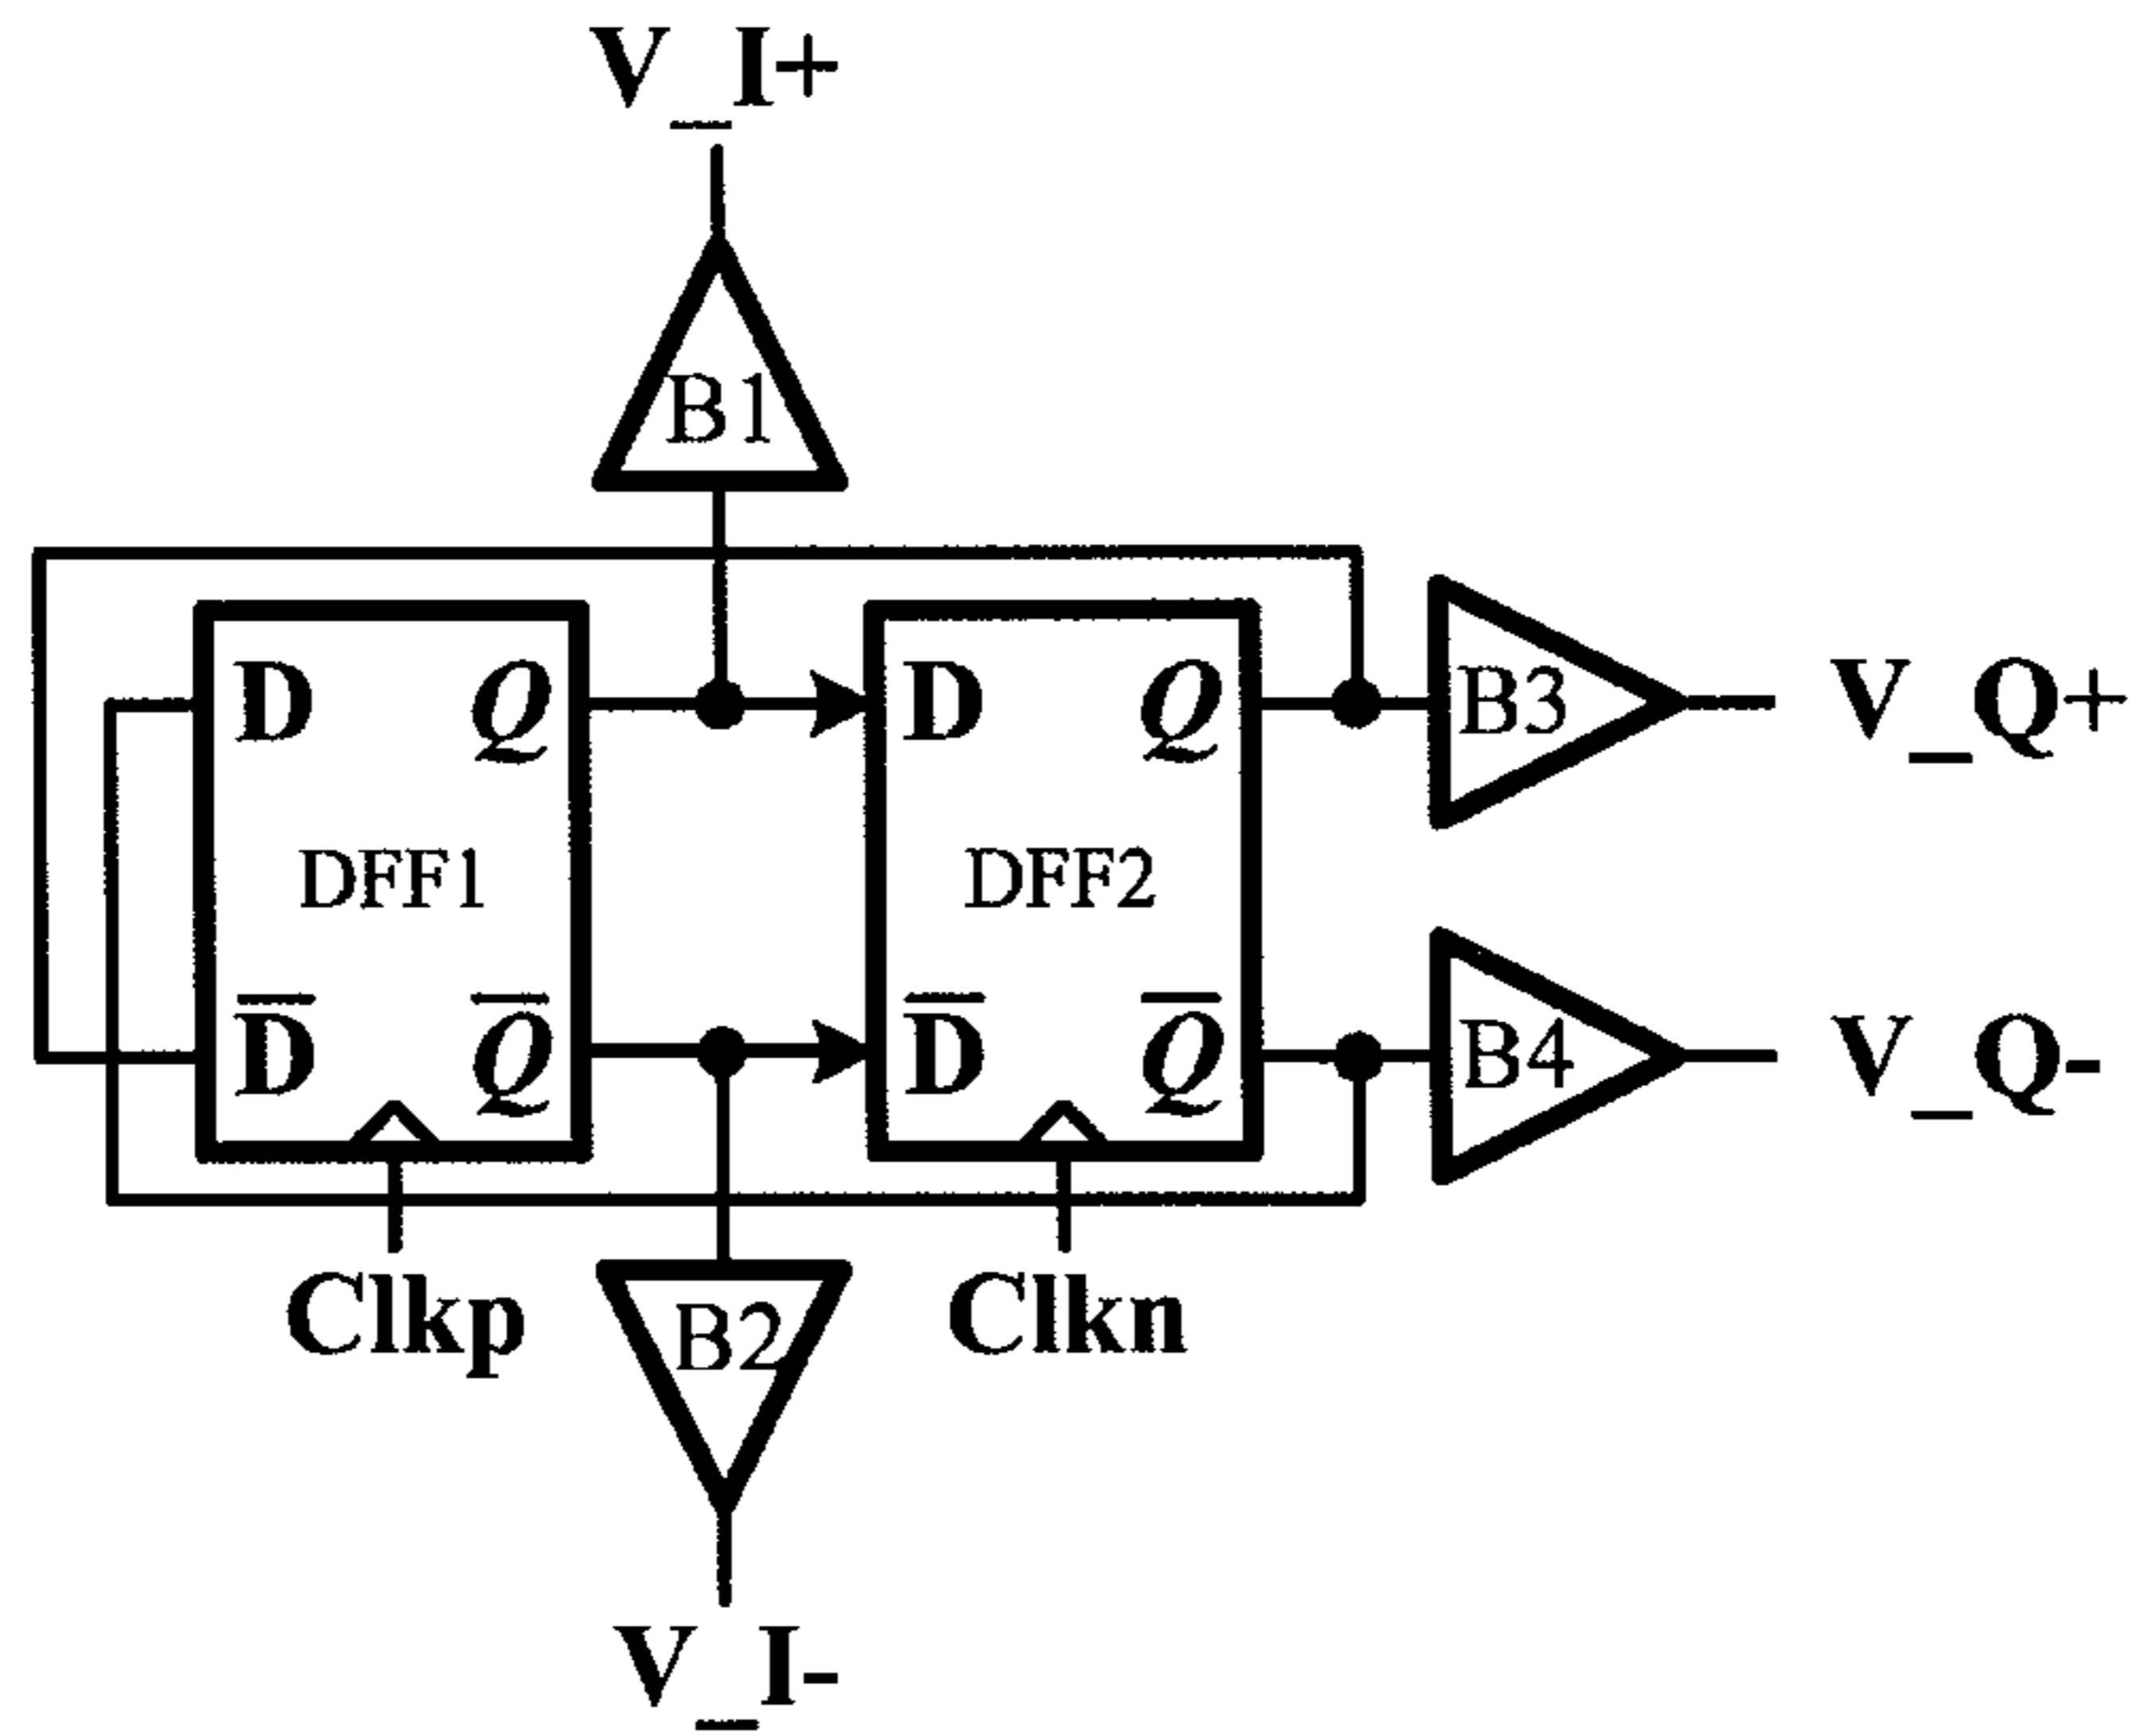 V_I+
B1
D Q D Q B3 V_Q+
DFF1 DFF2
D̅ Q̅ D̅ Q̅ B4 V_Q-
Clkp B2 Clkn
V_I-